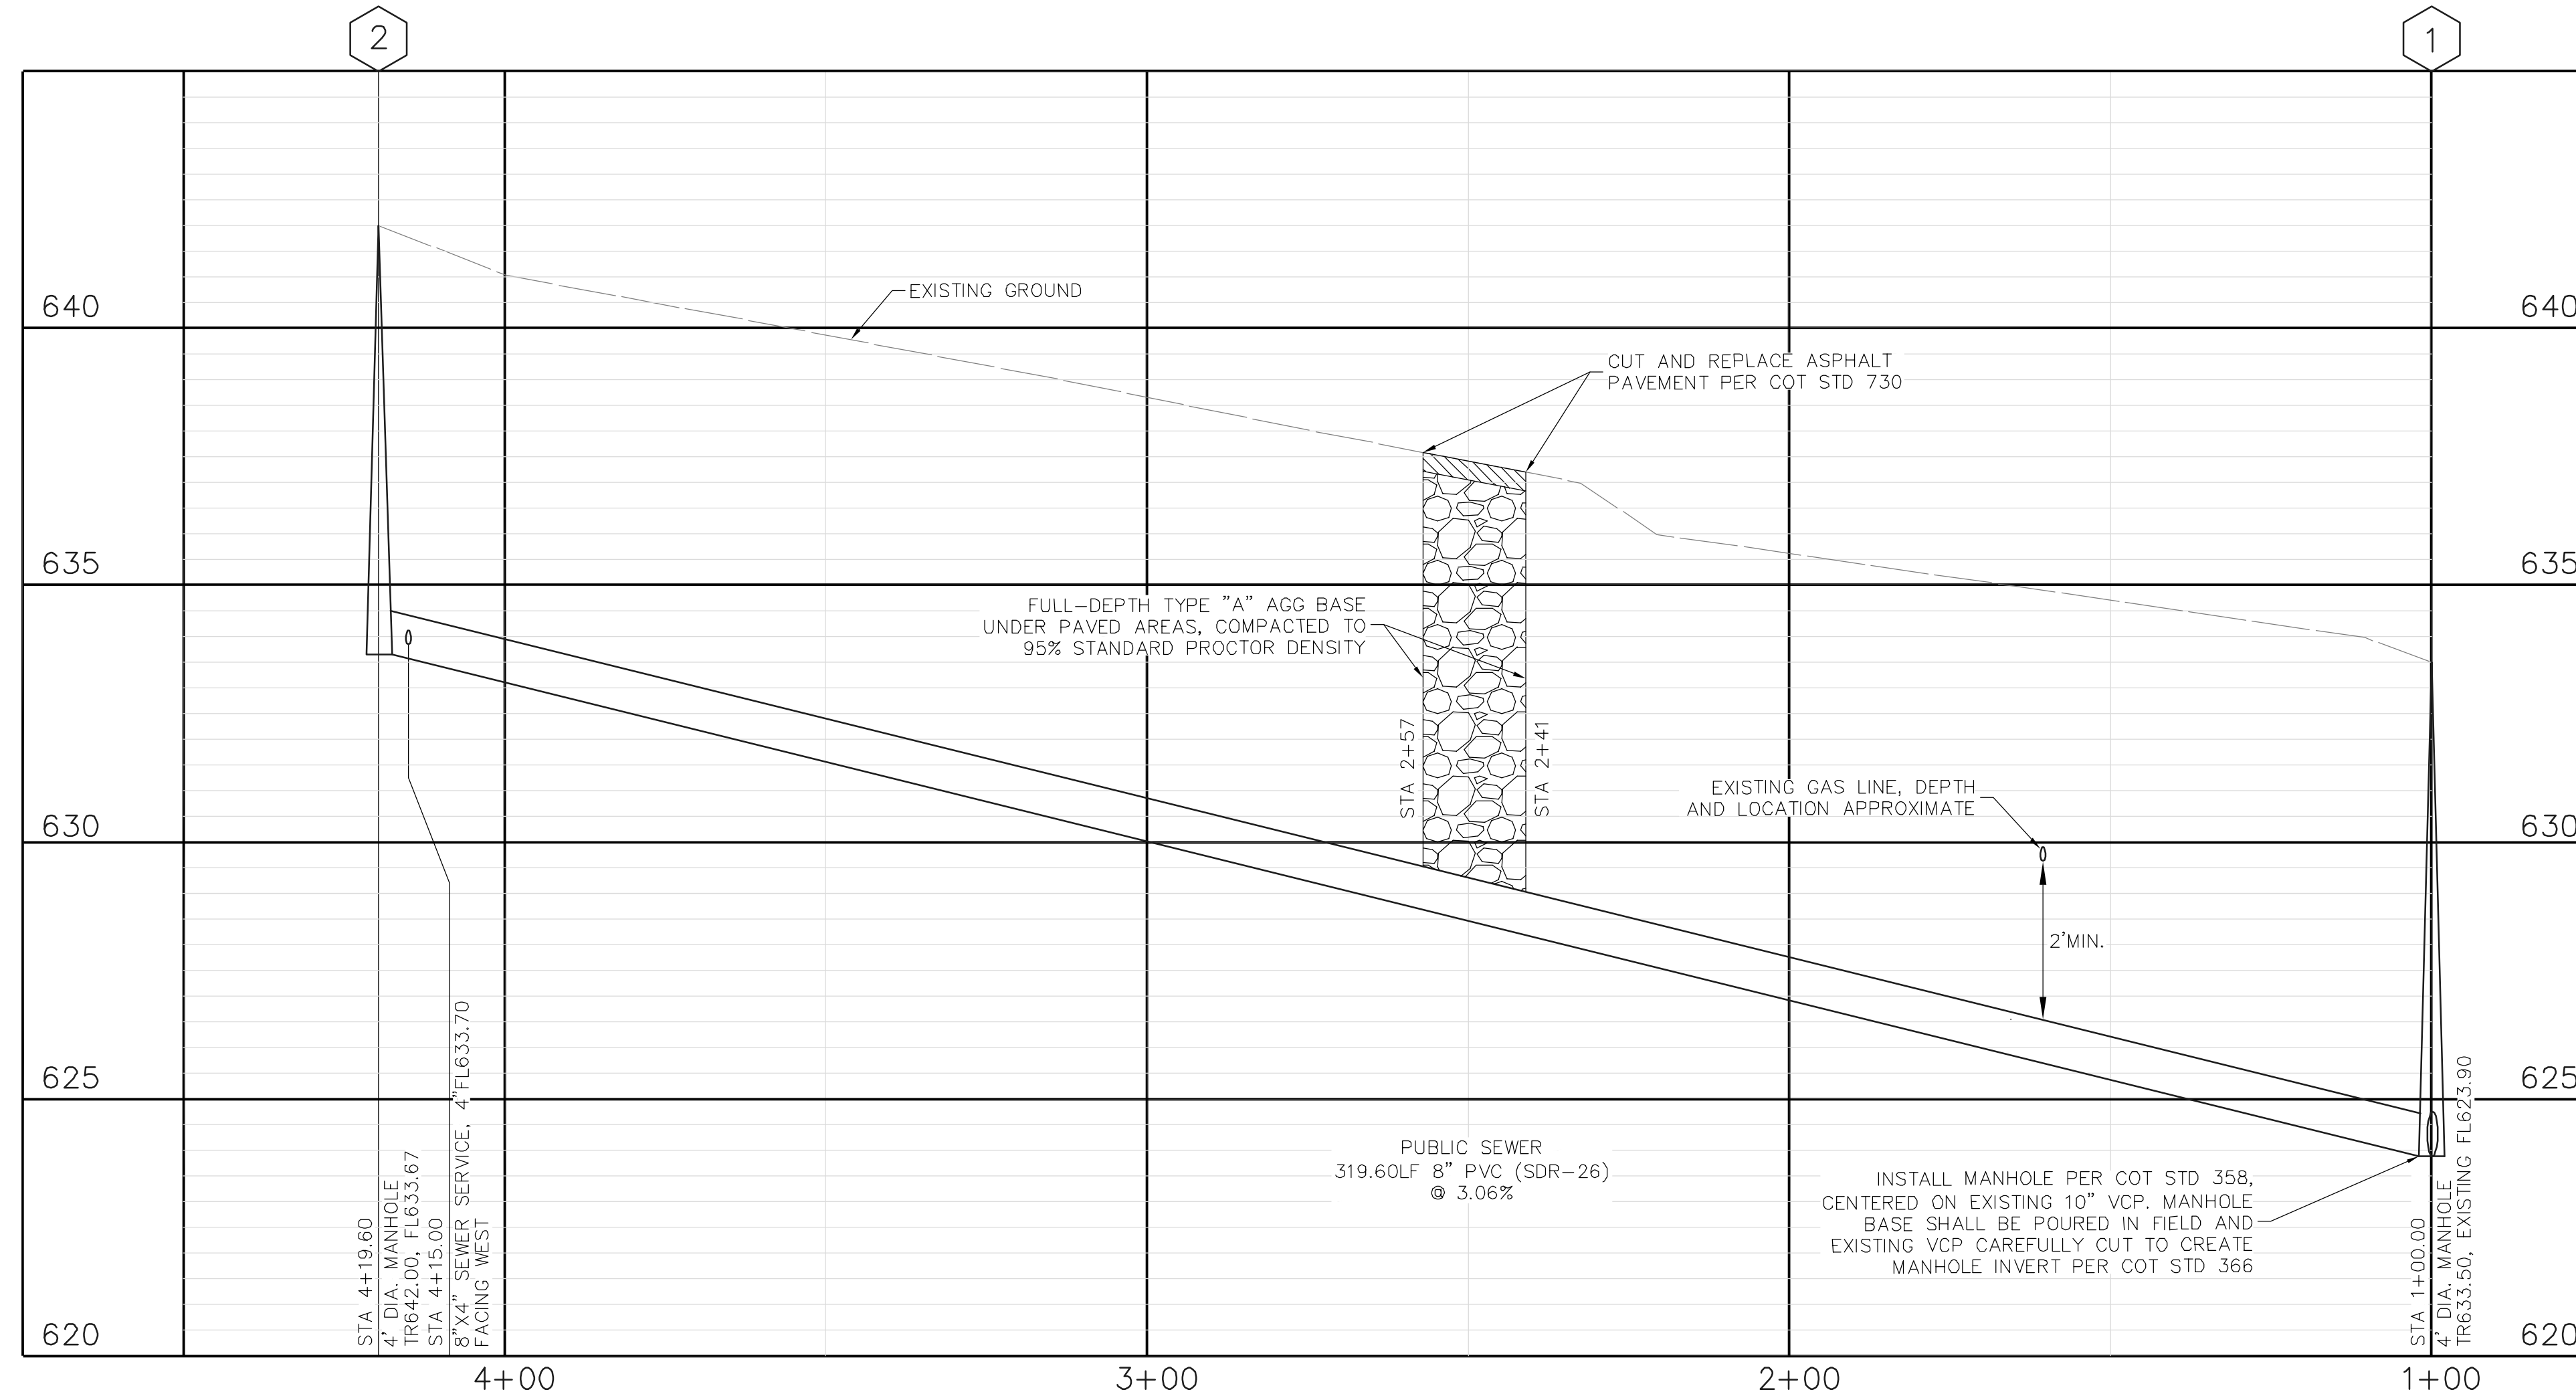 2
1
640
EXISTING GROUND
640
CUT AND REPLACE ASPHALT
PAVEMENT PER COT STD 730
635
635
FULL-DEPTH TYPE "A" AGG BASE
UNDER PAVED AREAS, COMPACTED TO
95% STANDARD PROCTOR DENSITY
STA 2+57
STA 2+41
EXISTING GAS LINE, DEPTH
AND LOCATION APPROXIMATE
630
630
2'MIN.
625
625
PUBLIC SEWER
319.60LF 8" PVC (SDR-26)
@ 3.06%
INSTALL MANHOLE PER COT STD 358,
CENTERED ON EXISTING 10" VCP. MANHOLE
BASE SHALL BE POURED IN FIELD AND
EXISTING VCP CAREFULLY CUT TO CREATE
MANHOLE INVERT PER COT STD 366
STA 4+19.60
4' DIA. MANHOLE
TR642.00, FL633.67
STA 4+15.00
8"X4" SEWER SERVICE, 4"FL633.70
FACING WEST
STA 1+00.00
4' DIA. MANHOLE
TR633.50, EXISTING FL623.90
620
620
4+00
3+00
2+00
1+00